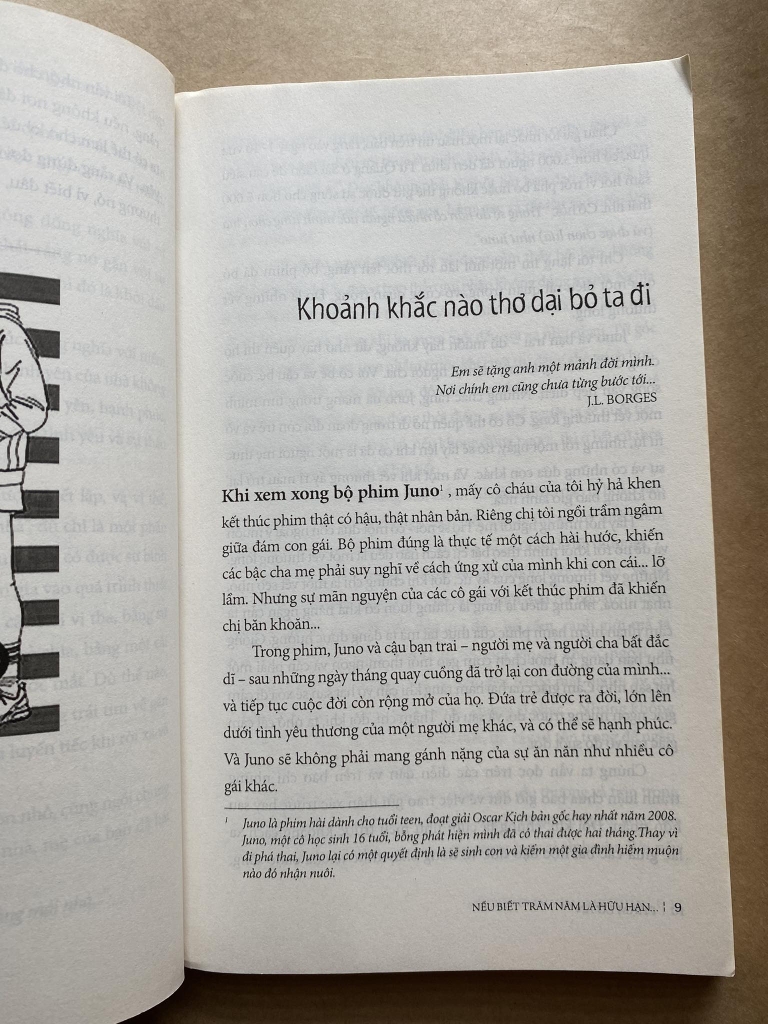 Khoảnh khắc nào thơ dại bỏ ta đi
Em sẽ tặng anh một mảnh đời mình.
Nơi chính em cũng chưa từng bước tới...
J.L. BORGES
Khi xem xong bộ phim Juno¹ , mấy cô cháu của tôi hỷ hả khen
kết thúc phim thật có hậu, thật nhân bản. Riêng chị tôi ngồi trầm ngâm
giữa đám con gái. Bộ phim đúng là thực tế một cách hài hước, khiến
các bậc cha mẹ phải suy nghĩ về cách ứng xử của mình khi con cái... lỡ
lầm. Nhưng sự mãn nguyện của các cô gái với kết thúc phim đã khiến
chị băn khoăn...
Trong phim, Juno và cậu bạn trai – người mẹ và người cha bất đắc
dĩ – sau những ngày tháng quay cuồng đã trở lại con đường của mình...
và tiếp tục cuộc đời còn rộng mở của họ. Đứa trẻ được ra đời, lớn lên
dưới tình yêu thương của một người mẹ khác, và có thể sẽ hạnh phúc.
Và Juno sẽ không phải mang gánh nặng của sự ăn năn như nhiều cô
gái khác.
¹ Juno là phim hài dành cho tuổi teen, đoạt giải Oscar Kịch bản gốc hay nhất năm 2008.
Juno, một cô học sinh 16 tuổi, bỗng phát hiện mình đã có thai được hai tháng.Thay vì
đi phá thai, Juno lại có một quyết định là sẽ sinh con và kiếm một gia đình hiếm muộn
nào đó nhận nuôi.
NẾU BIẾT TRĂM NĂM LÀ HỮU HẠN... ¦ 9